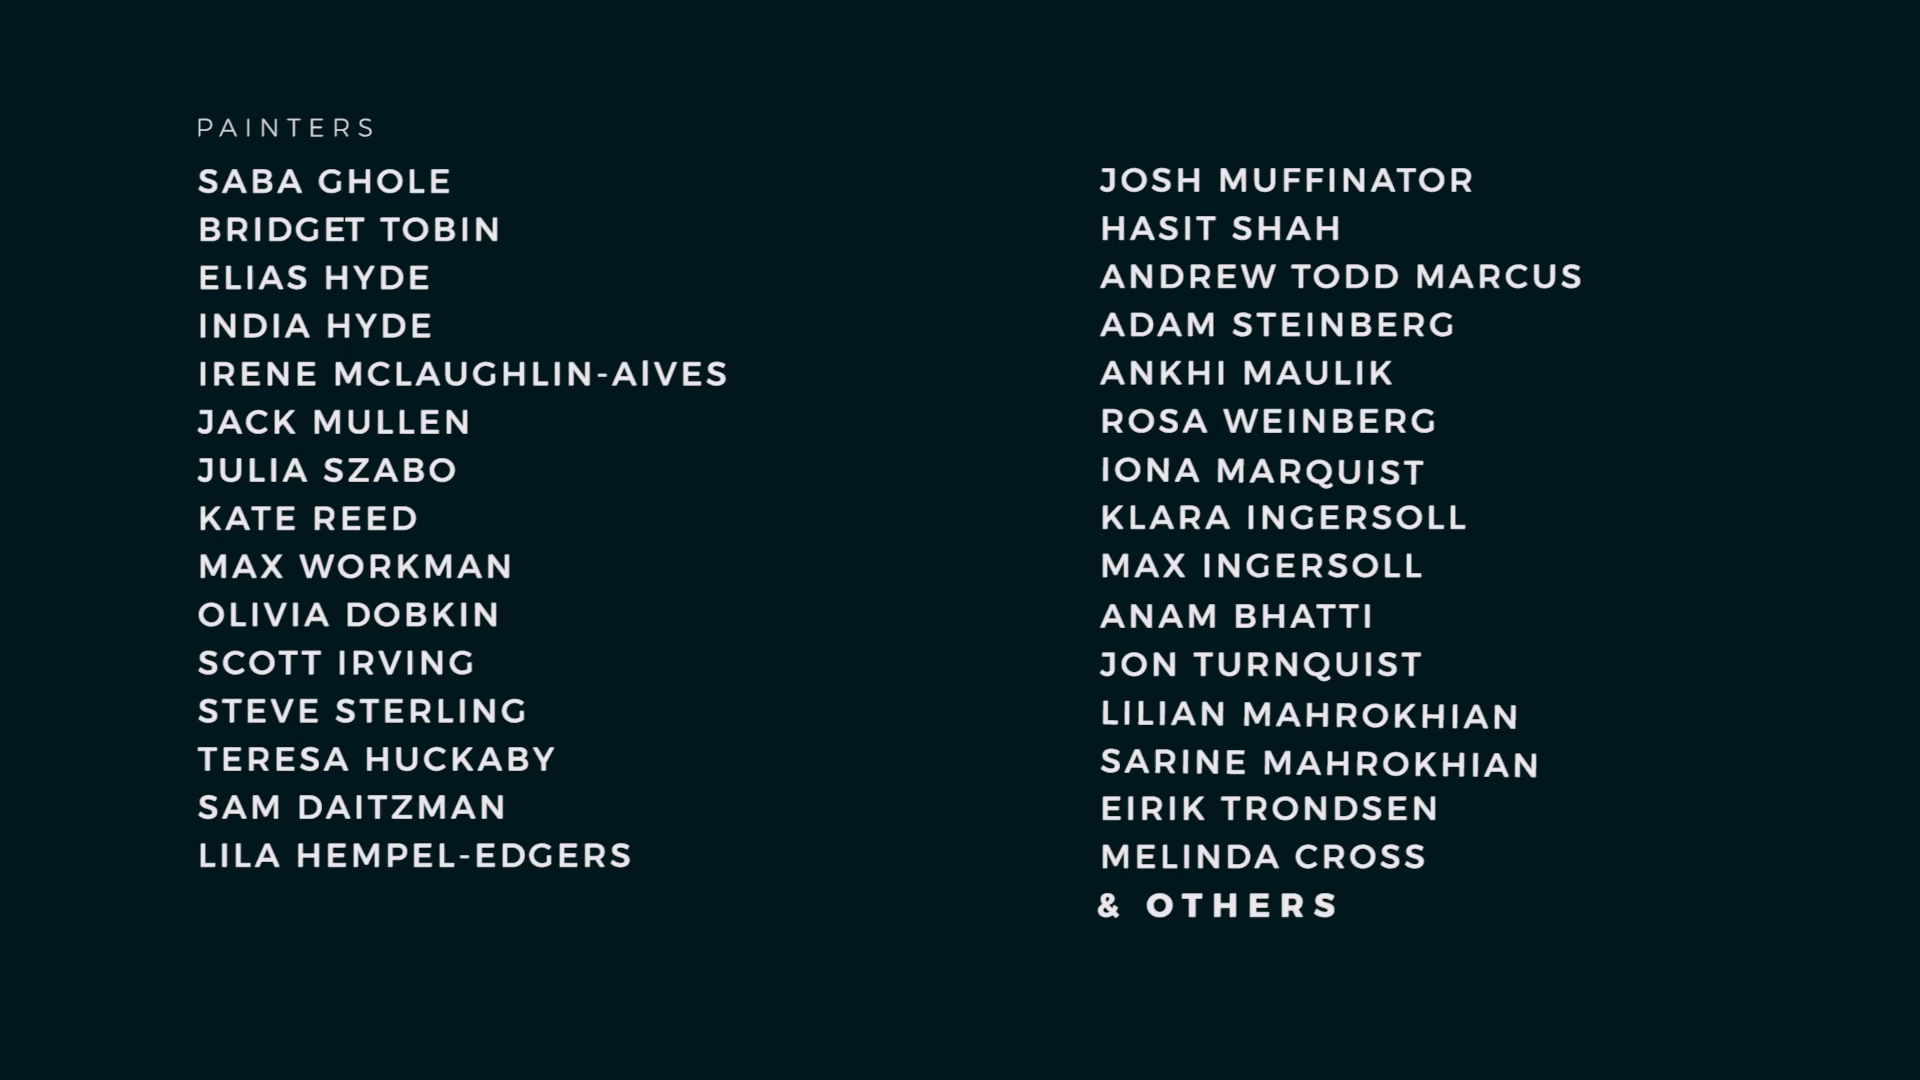 PAINTERS
SABA GHOLE
BRIDGET TOBIN
ELIAS HYDE
INDIA HYDE
IRENE MCLAUGHLIN-AlVES
JACK MULLEN
JULIA SZABO
KATE REED
MAX WORKMAN
OLIVIA DOBKIN
SCOTT IRVING
STEVE STERLING
TERESA HUCKABY
SAM DAITZMAN
LILA HEMPEL-EDGERS
JOSH MUFFINATOR
HASIT SHAH
ANDREW TODD MARCUS
ADAM STEINBERG
ANKHI MAULIK
ROSA WEINBERG
IONA MARQUIST
KLARA INGERSOLL
MAX INGERSOLL
ANAM BHATTI
JON TURNQUIST
LILIAN MAHROKHIAN
SARINE MAHROKHIAN
EIRIK TRONDSEN
MELINDA CROSS
& OTHERS